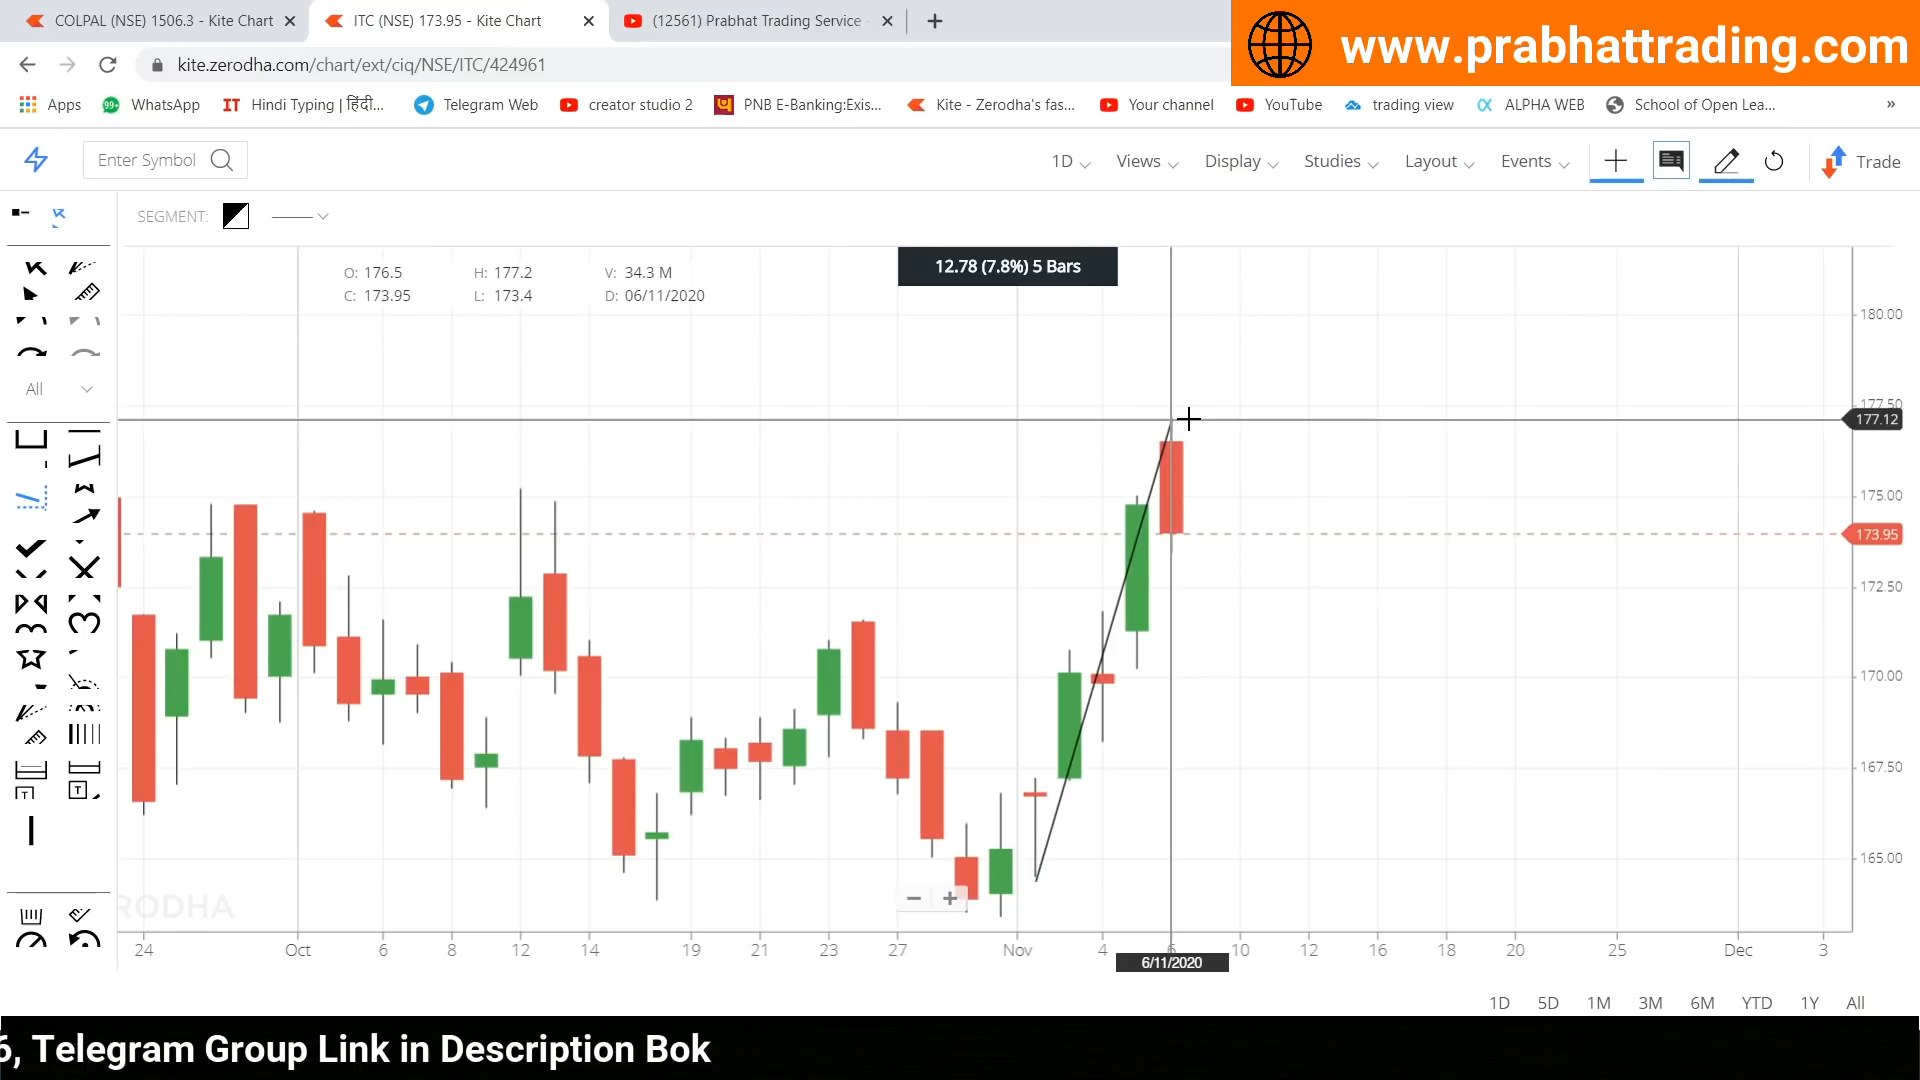 COLPAL (NSE) 1506.3 - Kite Chart
ITC (NSE) 173.95 - Kite Chart
(12561) Prabhat Trading Service -
www.prabhattrading.com
kite.zerodha.com/chart/ext/ciq/NSE/ITC/424961
Apps
99+
WhatsApp
IT
Hindi Typing | हिंदी...
Telegram Web
creator studio 2
PNB E-Banking:Exis...
Kite - Zerodha's fas...
Your channel
YouTube
trading view
ALPHA WEB
School of Open Lea...
»
Enter Symbol
1D
Views
Display
Studies
Layout
Events
Trade
SEGMENT:
O: 176.5
H: 177.2
V: 34.3 M
C: 173.95
L: 173.4
D: 06/11/2020
12.78 (7.8%) 5 Bars
All
T
T
180.00
177.50
177.12
175.00
173.95
172.50
170.00
167.50
165.00
RODHA
24
Oct
6
8
12
14
19
21
23
27
Nov
4
6
10
12
16
18
20
25
Dec
3
6/11/2020
1D
5D
1M
3M
6M
YTD
1Y
All
6, Telegram Group Link in Description Bok